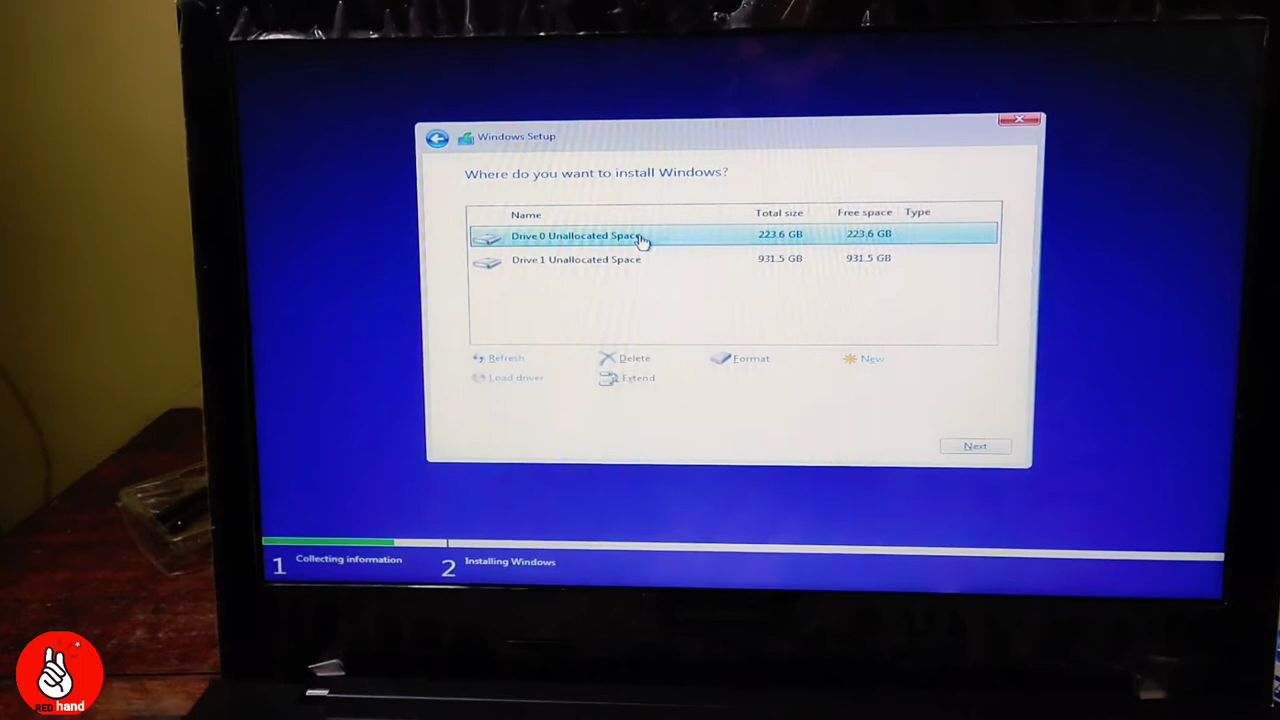 Windows Setup
Where do you want to install Windows?
Name Total size Free space Type
Drive 0 Unallocated Space 223.6 GB 223.6 GB
Drive 1 Unallocated Space 931.5 GB 931.5 GB
Refresh Delete Format New
Load driver Extend
Next
1 Collecting information 2 Installing Windows
RED hand